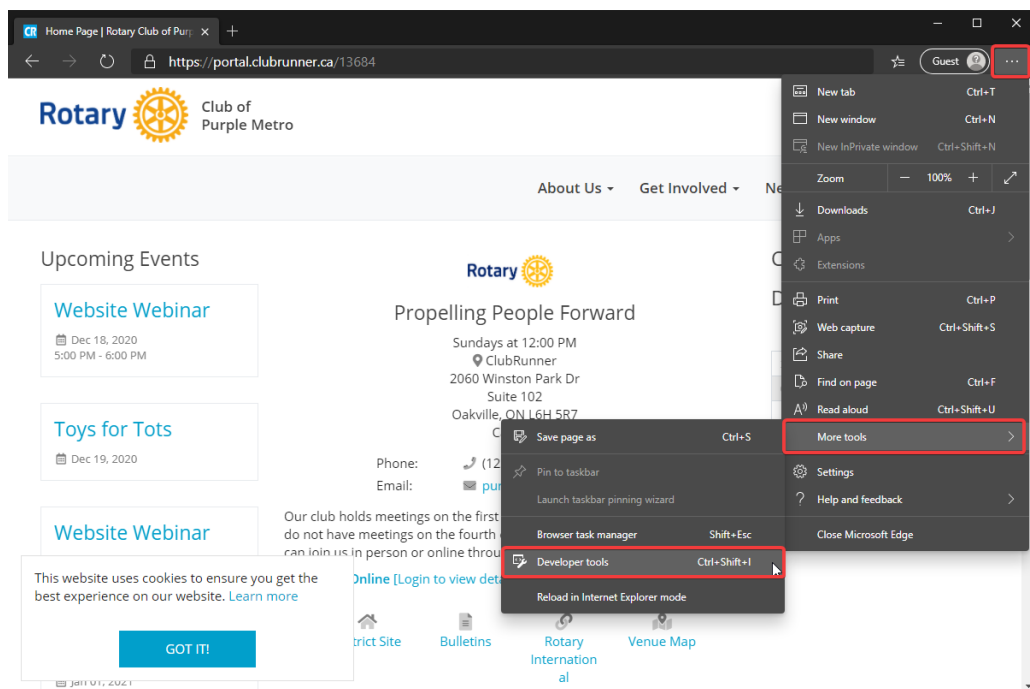 CR Home Page | Rotary Club of Purp
https://portal.clubrunner.ca/13684
Guest
Rotary
Club of
Purple Metro
About Us
Get Involved
Ne
Upcoming Events
Website Webinar
Dec 18, 2020
5:00 PM - 6:00 PM
Toys for Tots
Dec 19, 2020
Website Webinar
This website uses cookies to ensure you get the
best experience on our website. Learn more
GOT IT!
Jan 01, 2021
Rotary
Propelling People Forward
Sundays at 12:00 PM
ClubRunner
2060 Winston Park Dr
Suite 102
Oakville, ON L6H 5R7
C
Phone: (12
Email: pur
Our club holds meetings on the first
do not have meetings on the fourth
can join us in person or online throu
Online [Login to view deta
trict Site
Bulletins
Rotary
Internation
al
Venue Map
New tab Ctrl+T
New window Ctrl+N
New InPrivate window Ctrl+Shift+N
Zoom — 100% +
Downloads Ctrl+J
Apps
Extensions
Print Ctrl+P
Web capture Ctrl+Shift+S
Share
Find on page Ctrl+F
Read aloud Ctrl+Shift+U
More tools
Settings
? Help and feedback
Close Microsoft Edge
Save page as Ctrl+S
Pin to taskbar
Launch taskbar pinning wizard
Browser task manager Shift+Esc
Developer tools Ctrl+Shift+I
Reload in Internet Explorer mode